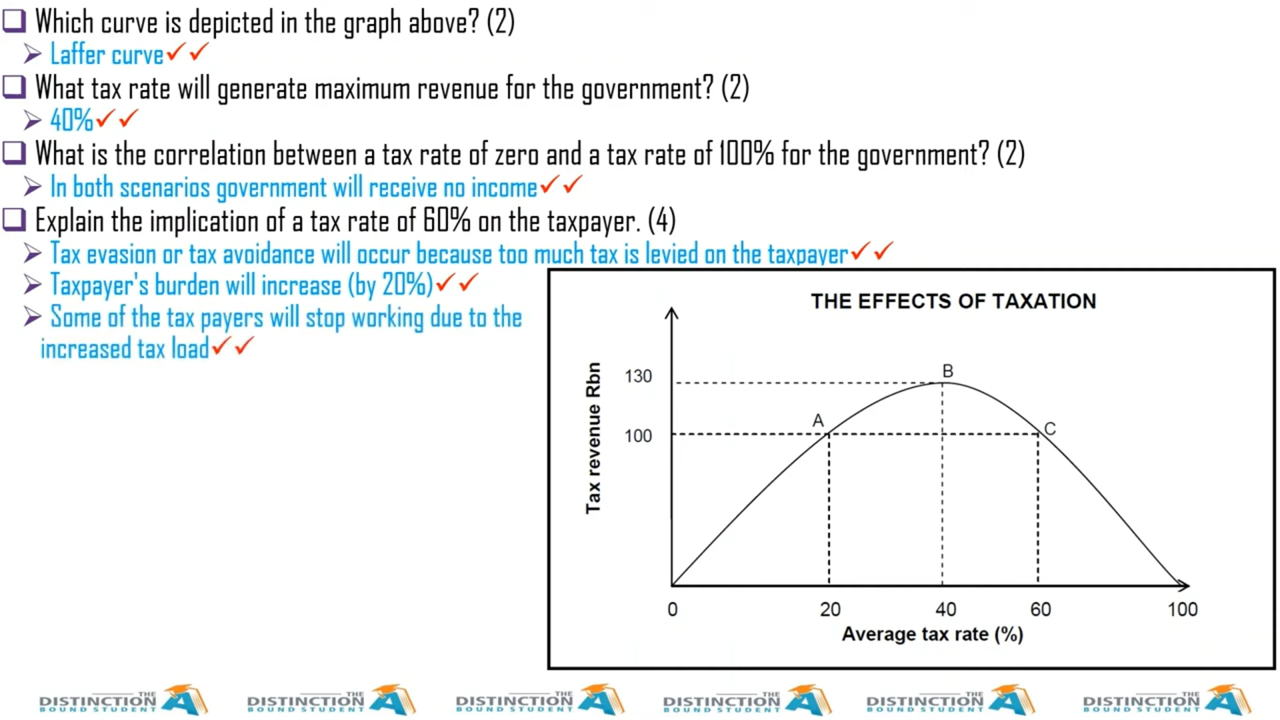 Which curve is depicted in the graph above? (2)
Laffer curve✓✓
What tax rate will generate maximum revenue for the government? (2)
40%✓✓
What is the correlation between a tax rate of zero and a tax rate of 100% for the government? (2)
In both scenarios government will receive no income✓✓
Explain the implication of a tax rate of 60% on the taxpayer. (4)
Tax evasion or tax avoidance will occur because too much tax is levied on the taxpayer✓✓
Taxpayer's burden will increase (by 20%)✓✓
Some of the tax payers will stop working due to the
increased tax load✓✓
THE EFFECTS OF TAXATION
Tax revenue Rbn
130
100
A
B
C
0 20 40 60 100
Average tax rate (%)
THE DISTINCTION BOUND STUDENT A
THE DISTINCTION BOUND STUDENT A
THE DISTINCTION BOUND STUDENT A
THE DISTINCTION BOUND STUDENT A
THE DISTINCTION BOUND STUDENT A
THE DISTINCTION BOUND STUDENT A